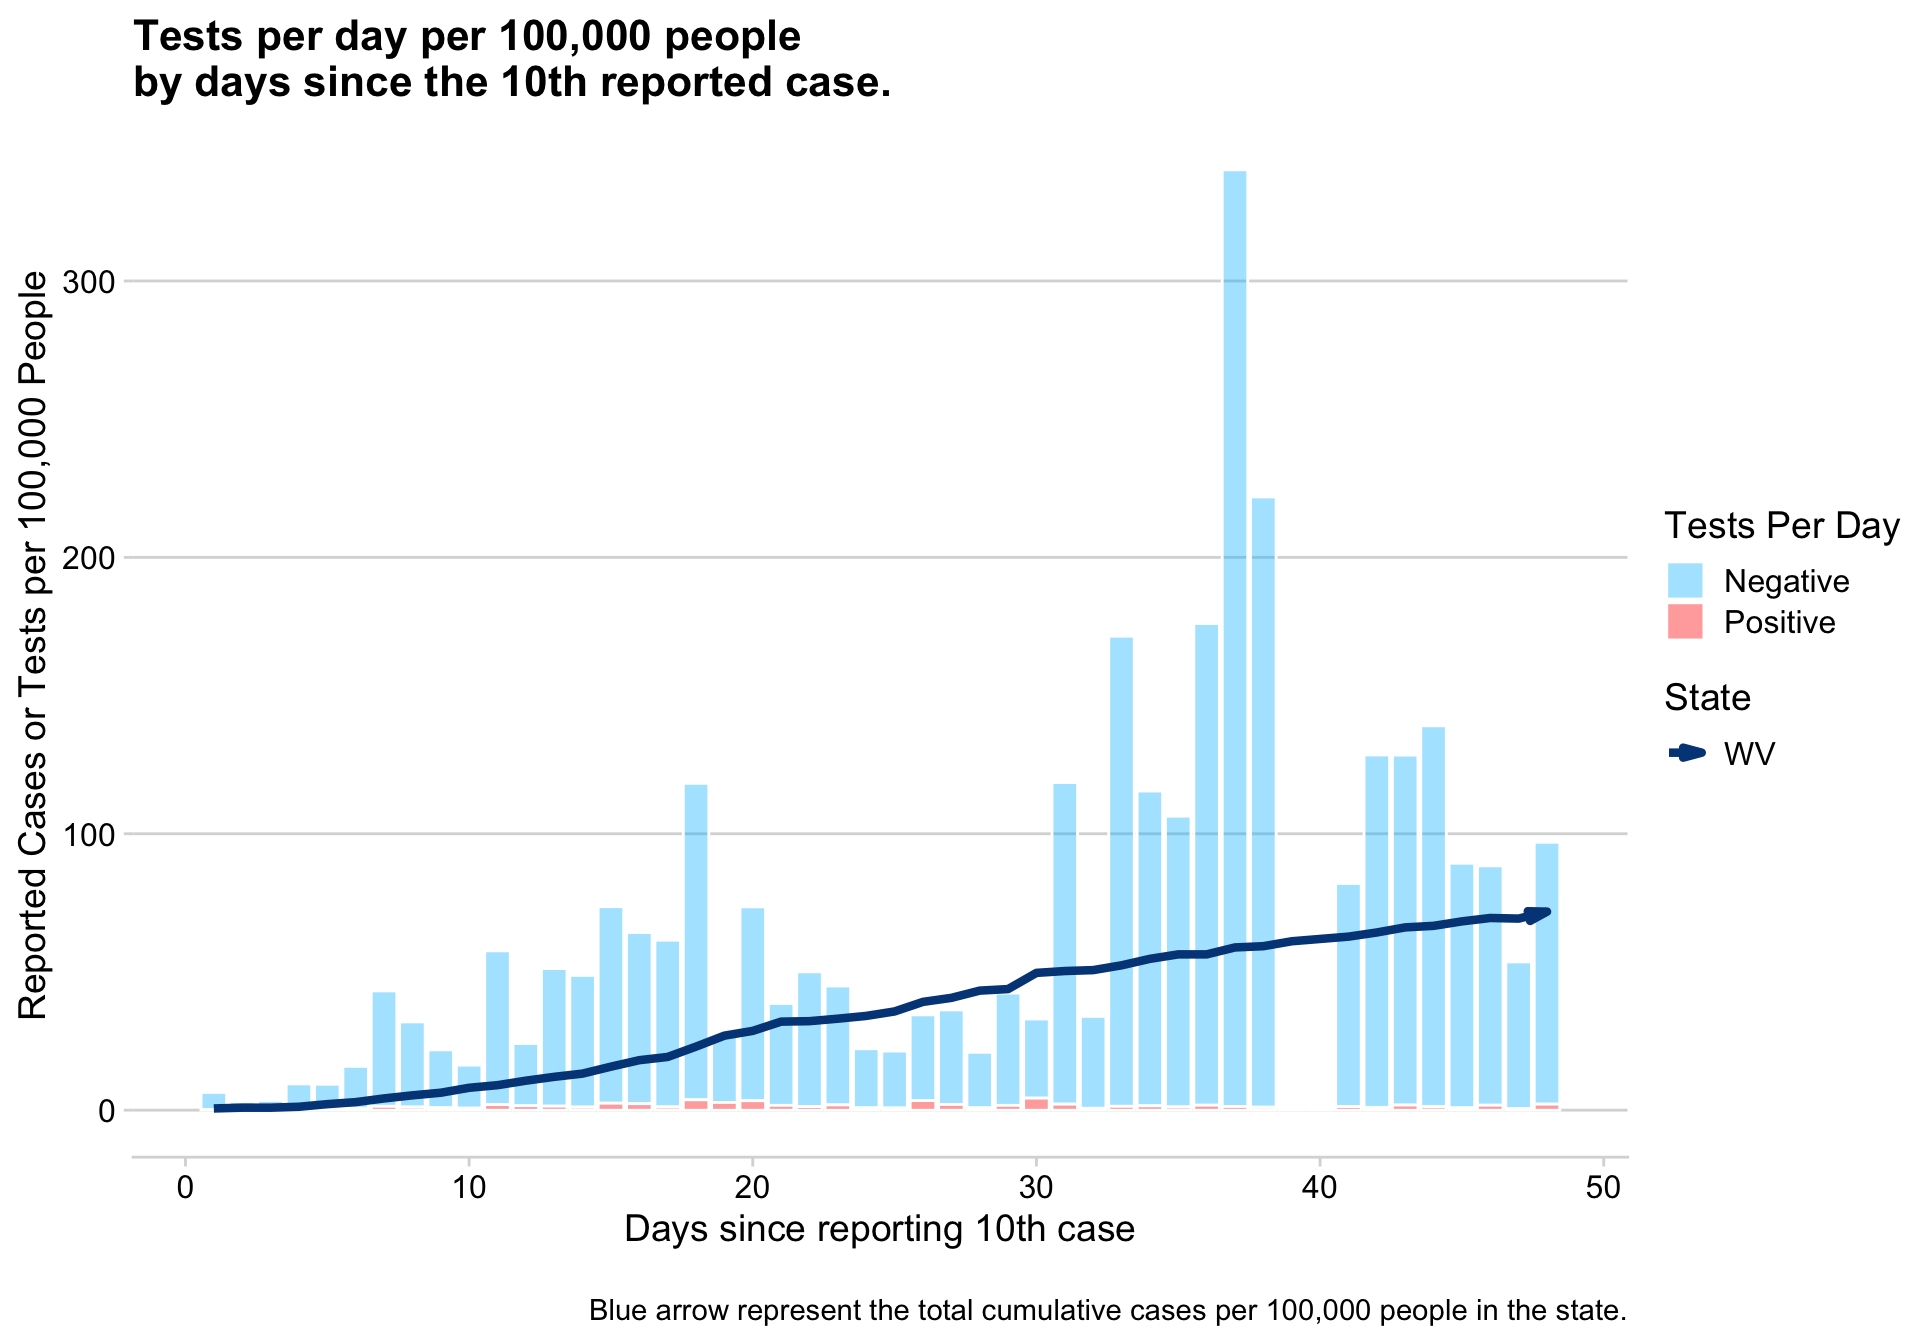 Tests per day per 100,000 people
by days since the 10th reported case.
Reported Cases or Tests per 100,000 People
300
200
100
0
0 10 20 30 40 50
Days since reporting 10th case
Tests Per Day
Negative
Positive
State
WV
Blue arrow represent the total cumulative cases per 100,000 people in the state.